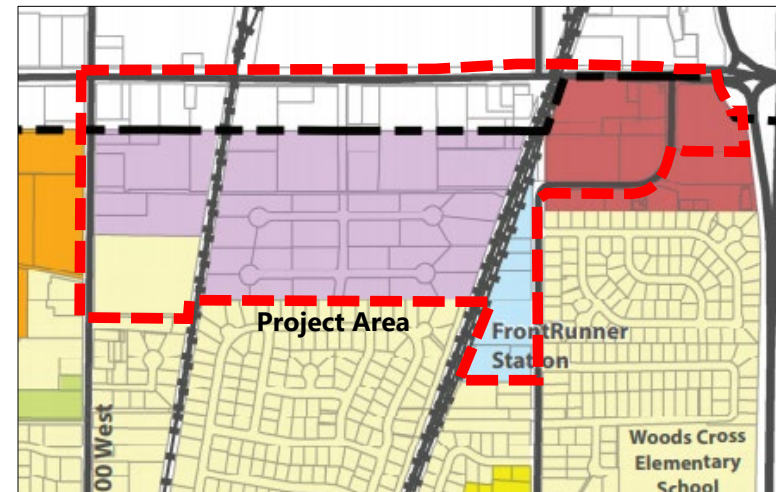 Project Area
FrontRunner
Station
00 West
Woods Cross
Elementary
School